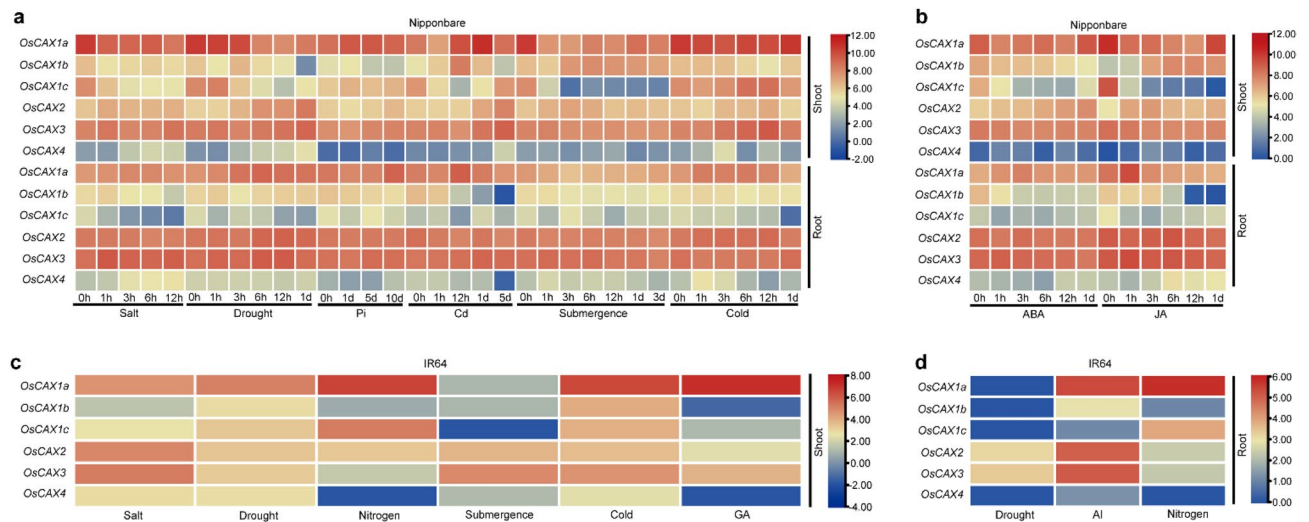 a
Nipponbare
OsCAX1a
OsCAX1b
OsCAX1c
OsCAX2
OsCAX3
OsCAX4
Shoot
OsCAX1a
OsCAX1b
OsCAX1c
OsCAX2
OsCAX3
OsCAX4
Root
0h 1h 3h 6h 12h 0h 1h 3h 6h 12h 1d 0h 1d 5d 10d 0h 1h 12h 1d 5d 0h 1h 3h 6h 12h 1d 3d 0h 1h 3h 6h 12h 1d
Salt Drought Pi Cd Submergence Cold
12.00
10.00
8.00
6.00
4.00
2.00
0.00
-2.00
b
Nipponbare
OsCAX1a
OsCAX1b
OsCAX1c
OsCAX2
OsCAX3
OsCAX4
Shoot
OsCAX1a
OsCAX1b
OsCAX1c
OsCAX2
OsCAX3
OsCAX4
Root
0h 1h 3h 6h 12h 1d 0h 1h 3h 6h 12h 1d
ABA JA
12.00
10.00
8.00
6.00
4.00
2.00
0.00
c
IR64
OsCAX1a
OsCAX1b
OsCAX1c
OsCAX2
OsCAX3
OsCAX4
Shoot
Salt Drought Nitrogen Submergence Cold GA
8.00
6.00
4.00
2.00
0.00
-2.00
-4.00
d
IR64
OsCAX1a
OsCAX1b
OsCAX1c
OsCAX2
OsCAX3
OsCAX4
Root
Drought Al Nitrogen
6.00
5.00
4.00
3.00
2.00
1.00
0.00